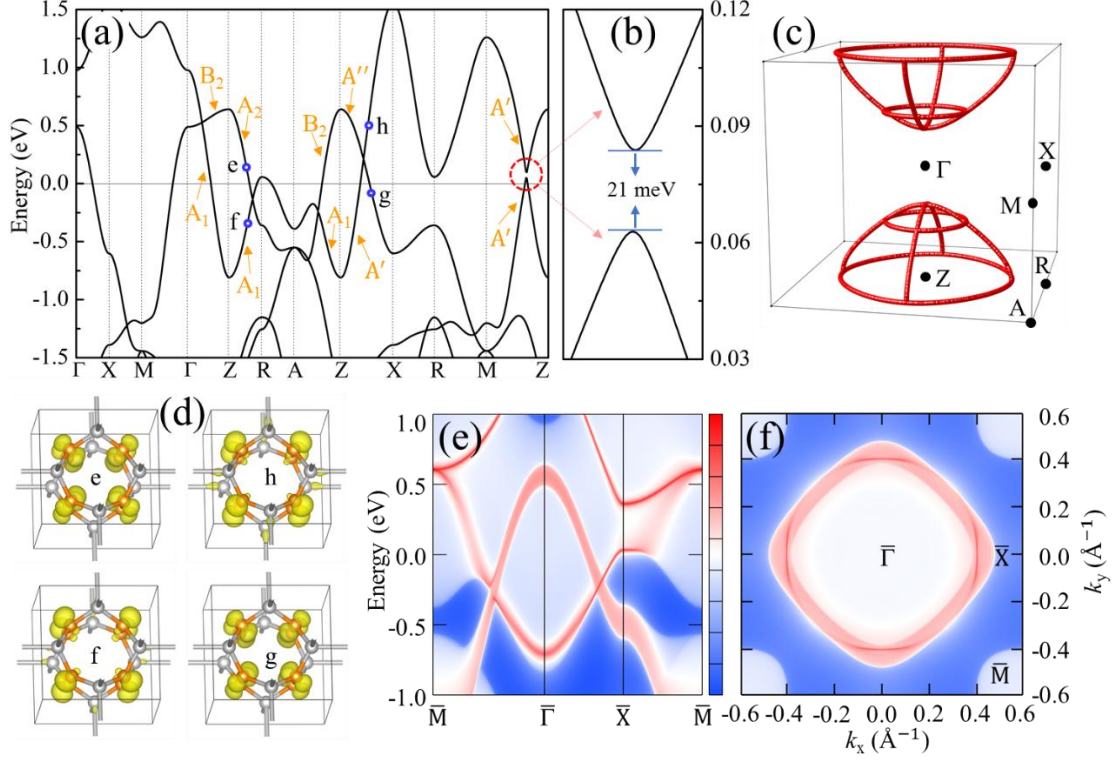 (a)
1.5
1.0
0.5
0.0
-0.5
-1.0
-1.5
Energy (eV)
B₂
A₂
A₁
A₁
e
f
B₂
A₁
A′′
A′
h
g
A′
A′
Γ X M Γ Z R A Z X R M Z
(b)
0.12
0.09
0.06
0.03
21 meV
(c)
Γ
X
M
Z
R
A
(d)
e
h
f
g
(e)
1.0
0.5
0.0
-0.5
-1.0
Energy (eV)
M̅ Γ̅ X̅ M̅
(f)
0.6
0.4
0.2
0.0
-0.2
-0.4
-0.6
k_y (Å⁻¹)
Γ̅
X̅
M̅
-0.6 -0.4 -0.2 0.0 0.2 0.4 0.6
k_x (Å⁻¹)